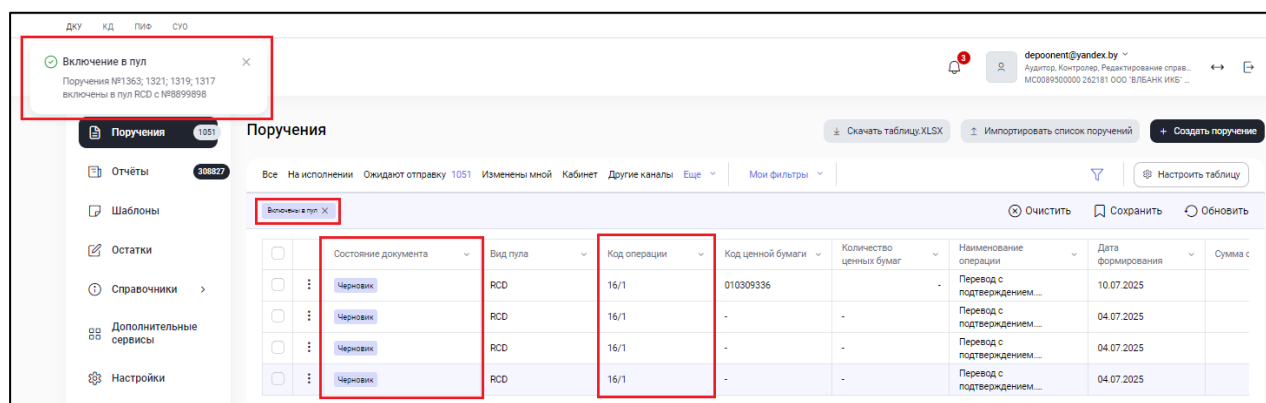 ДКУ КД ПИФ СУО
Включение в пул
Поручения №1363; 1321; 1319; 1317
включены в пул RCD с №8899898
3
depoonent@yandex.by
Аудитор, Контролер, Редактирование справ...
МС0089500000 262181 ООО "ВЛБАНК ИКБ" ...
Поручения 1051
Отчёты 308827
Шаблоны
Остатки
Справочники
Дополнительные
сервисы
Настройки
Поручения
Скачать таблицу.XLSX Импортировать список поручений + Создать поручение
Все На исполнении Ожидают отправку 1051 Изменены мной Кабинет Другие каналы Еще Мои фильтры Настроить таблицу
Включены в пул Очистить Сохранить Обновить
Состояние документа Вид пула Код операции Код ценной бумаги Количество
ценных бумаг Наименование
операции Дата
формирования Сумма с
Черновик RCD 16/1 010309336 - Перевод с
подтверждением.... 10.07.2025
Черновик RCD 16/1 - - Перевод с
подтверждением.... 04.07.2025
Черновик RCD 16/1 - - Перевод с
подтверждением.... 04.07.2025
Черновик RCD 16/1 - - Перевод с
подтверждением.... 04.07.2025